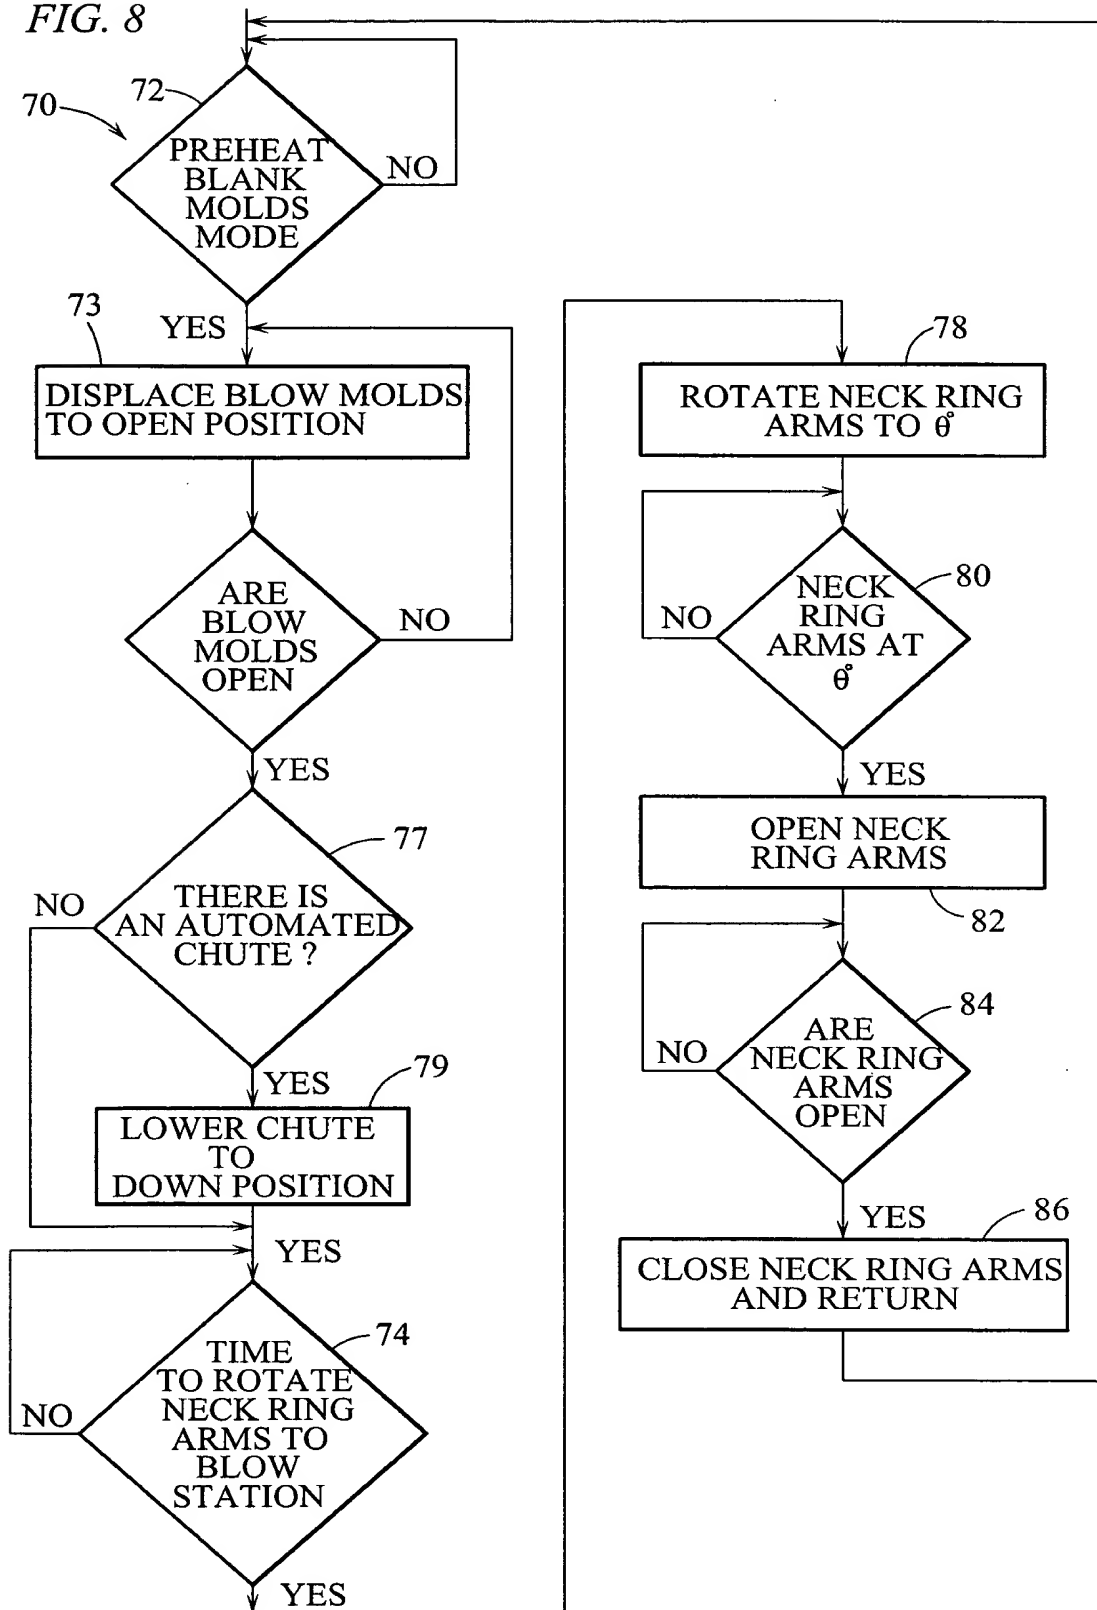 FIG. 8
70
72
PREHEAT
BLANK
MOLDS
MODE
NO
YES
73
DISPLACE BLOW MOLDS
TO OPEN POSITION
ARE
BLOW
MOLDS
OPEN
NO
YES
77
THERE IS
AN AUTOMATED
CHUTE ?
NO
YES
79
LOWER CHUTE
TO
DOWN POSITION
YES
74
TIME
TO ROTATE
NECK RING
ARMS TO
BLOW
STATION
NO
YES
78
ROTATE NECK RING
ARMS TO θ°
80
NECK
RING
ARMS AT
θ°
NO
YES
OPEN NECK
RING ARMS
82
84
ARE
NECK RING
ARMS
OPEN
NO
YES
86
CLOSE NECK RING ARMS
AND RETURN